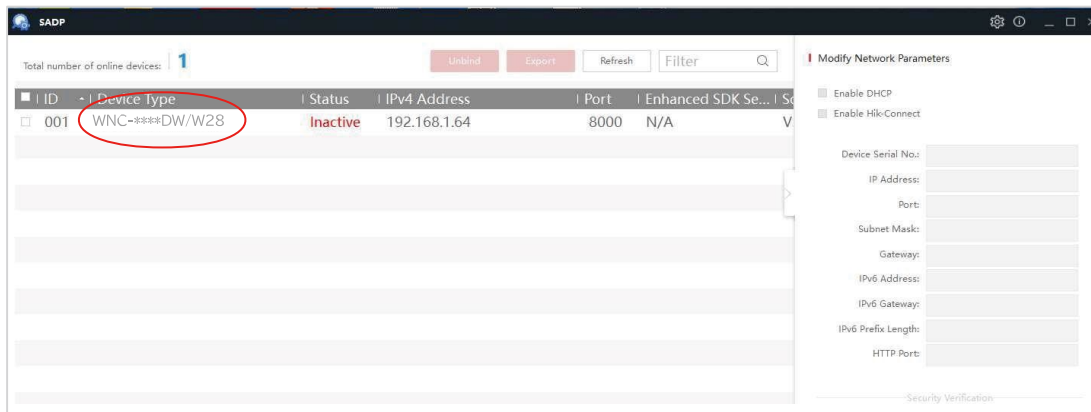 SADP
Total number of online devices: 1
Unbind
Export
Refresh
Filter
ID Device Type Status IPv4 Address Port Enhanced SDK Se...
001 WNC-****DW/W28 Inactive 192.168.1.64 8000 N/A V
Modify Network Parameters
Enable DHCP
Enable Hik-Connect
Device Serial No.:
IP Address:
Port:
Subnet Mask:
Gateway:
IPv6 Address:
IPv6 Gateway:
IPv6 Prefix Length:
HTTP Port:
Security Verification